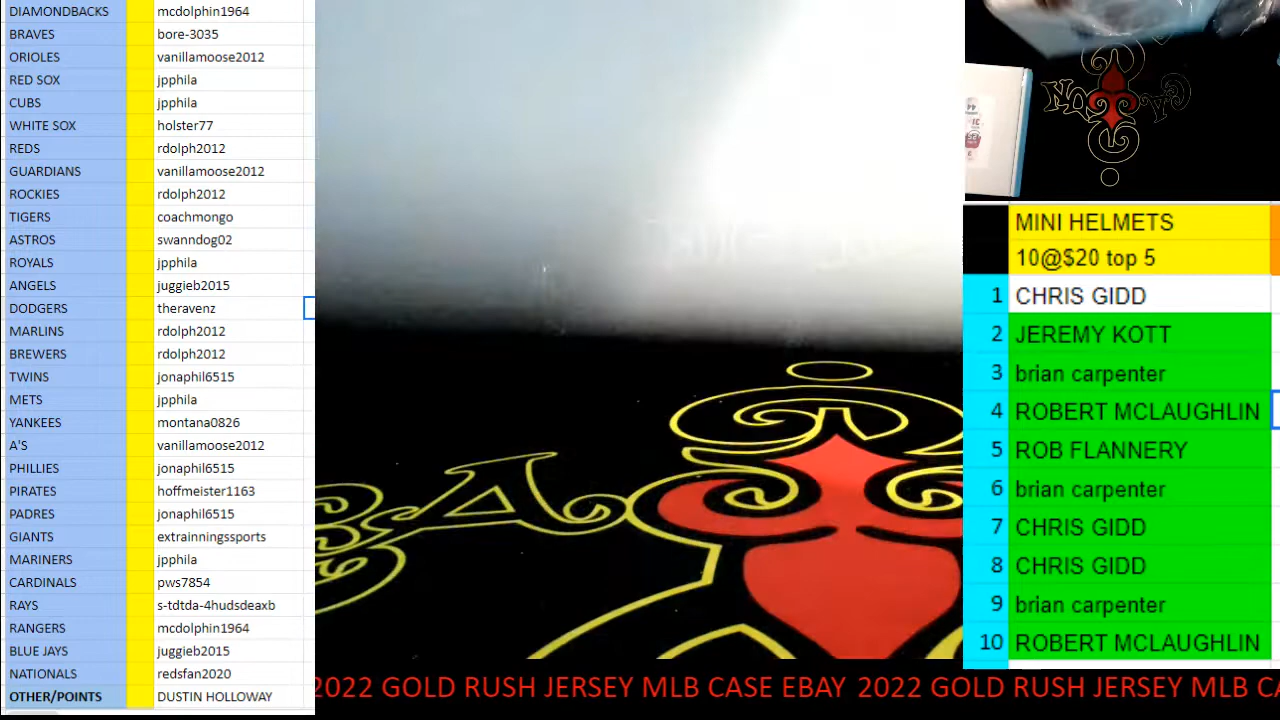 DIAMONDBACKS mcdolphin1964
BRAVES bore-3035
ORIOLES vanillamoose2012
RED SOX jpphila
CUBS jpphila
WHITE SOX holster77
REDS rdolph2012
GUARDIANS vanillamoose2012
ROCKIES rdolph2012
TIGERS coachmongo
ASTROS swanndog02
ROYALS jpphila
ANGELS juggieb2015
DODGERS theravenz
MARLINS rdolph2012
BREWERS rdolph2012
TWINS jonaphil6515
METS jpphila
YANKEES montana0826
A'S vanillamoose2012
PHILLIES jonaphil6515
PIRATES hoffmeister1163
PADRES jonaphil6515
GIANTS extrainningssports
MARINERS jpphila
CARDINALS pws7854
RAYS s-tdtda-4hudsdeaxb
RANGERS mcdolphin1964
BLUE JAYS juggieb2015
NATIONALS redsfan2020
OTHER/POINTS DUSTIN HOLLOWAY
MINI HELMETS
10@$20 top 5
1 CHRIS GIDD
2 JEREMY KOTT
3 brian carpenter
4 ROBERT MCLAUGHLIN
5 ROB FLANNERY
6 brian carpenter
7 CHRIS GIDD
8 CHRIS GIDD
9 brian carpenter
10 ROBERT MCLAUGHLIN
2022 GOLD RUSH JERSEY MLB CASE EBAY 2022 GOLD RUSH JERSEY MLB CA